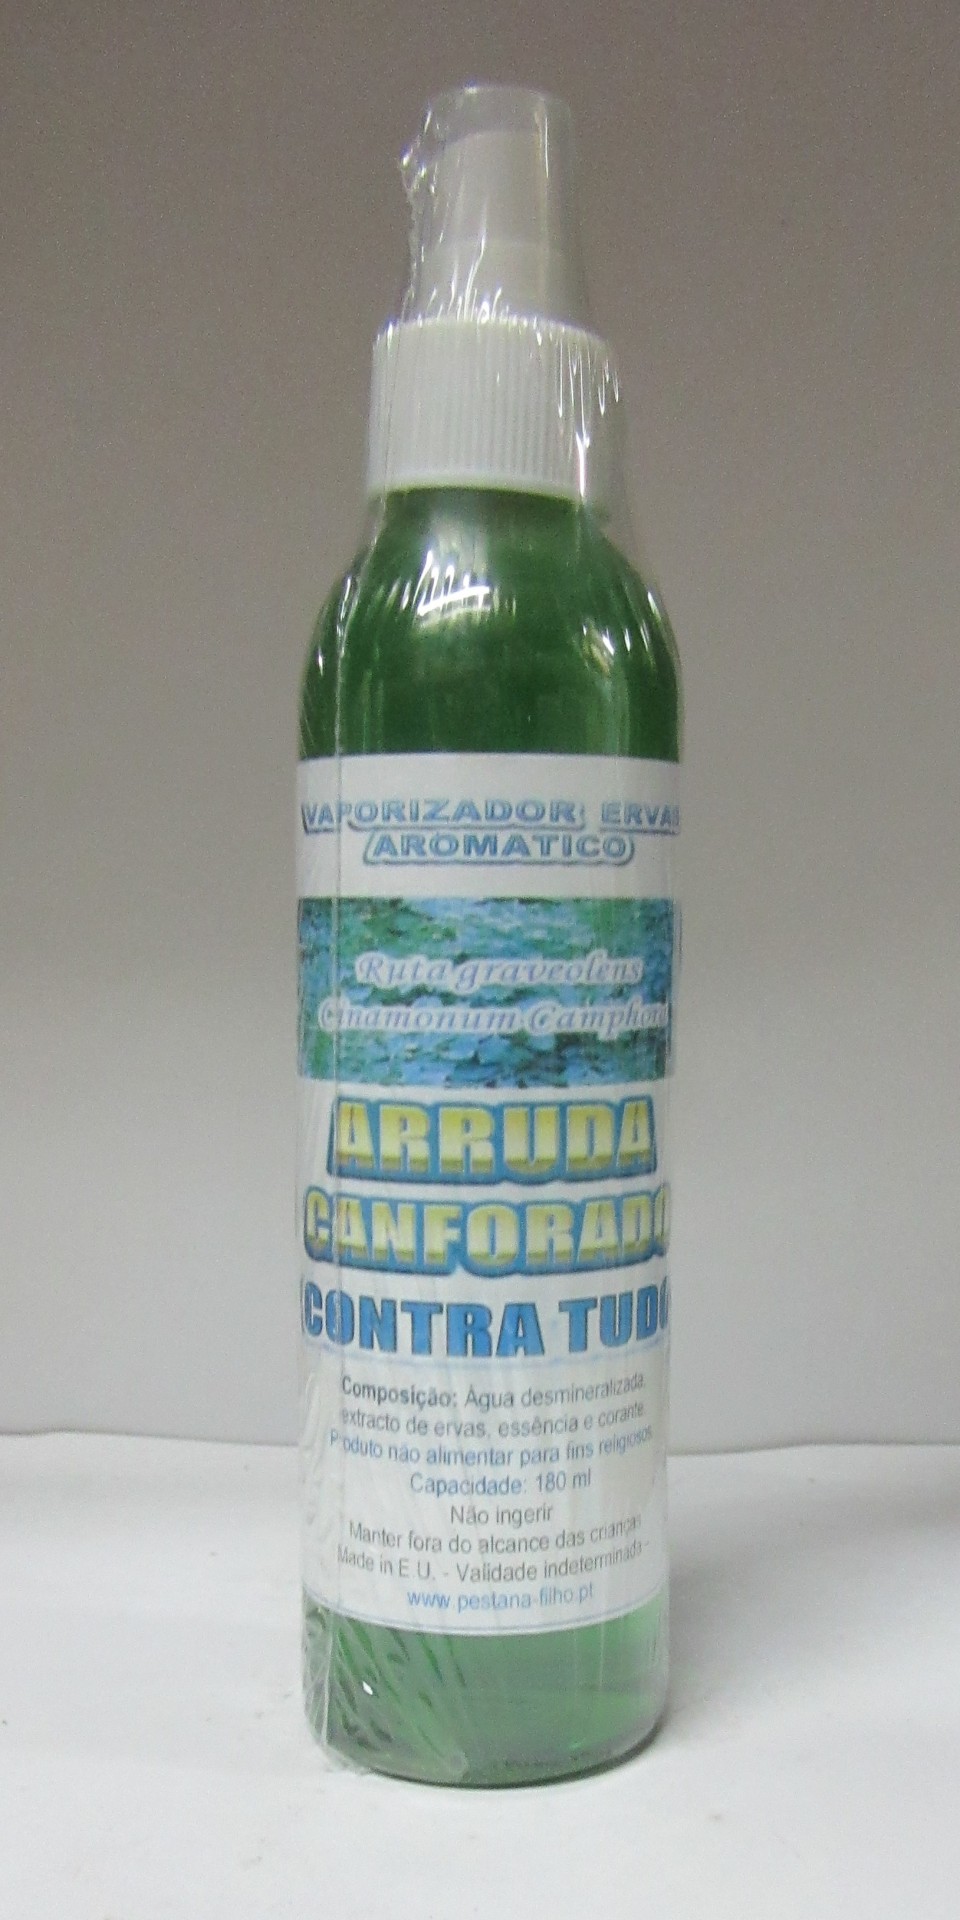 VAPORIZADOR ERVAS
AROMATICO
Ruta graveolens
Cinamonum Camphora
ARRUDA
CANFORADO
(CONTRA TUDO
Composição: Água desmineralizada,
extracto de ervas, essência e corante.
Produto não alimentar para fins religiosos.
Capacidade: 180 ml
Não ingerir
Manter fora do alcance das crianças
Made in E U. - Validade indeterminada -
www.pestana-filho.pt